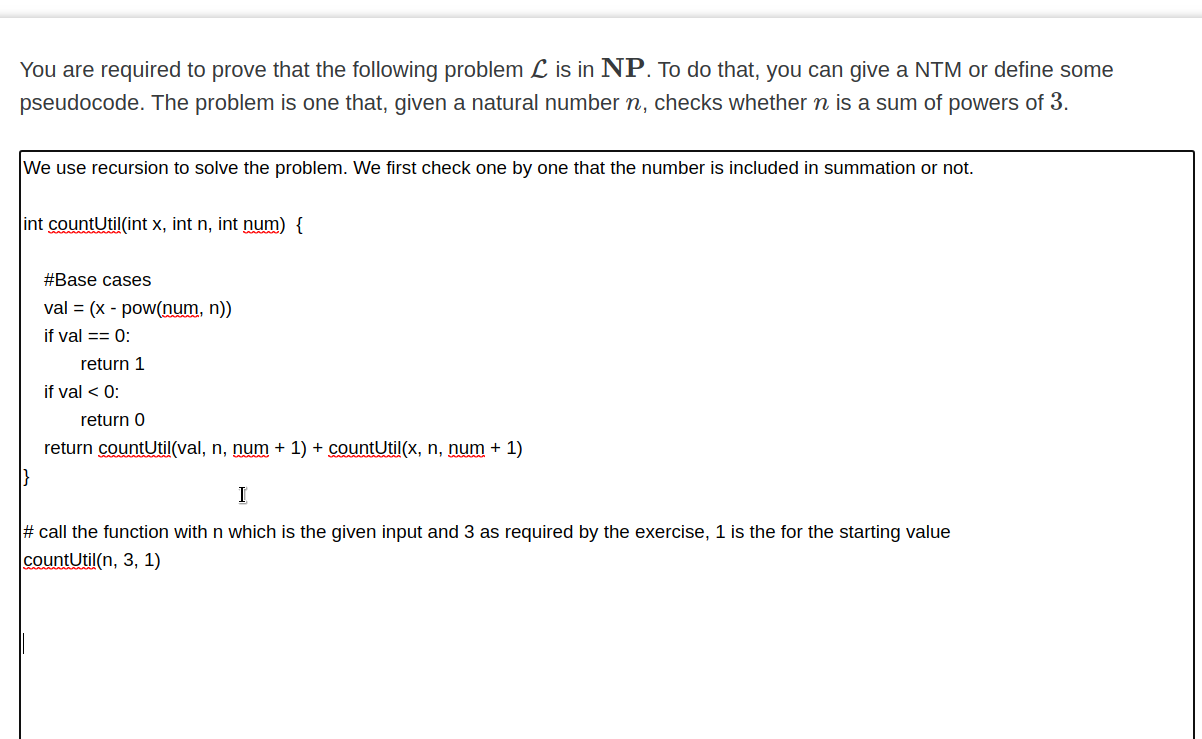 You are required to prove that the following problem ℒ is in NP. To do that, you can give a NTM or define some
pseudocode. The problem is one that, given a natural number n, checks whether n is a sum of powers of 3.
We use recursion to solve the problem. We first check one by one that the number is included in summation or not.
int countUtil(int x, int n, int num)  {
#Base cases
val = (x - pow(num, n))
if val == 0:
return 1
if val < 0:
return 0
return countUtil(val, n, num + 1) + countUtil(x, n, num + 1)
}
# call the function with n which is the given input and 3 as required by the exercise, 1 is the for the starting value
countUtil(n, 3, 1)